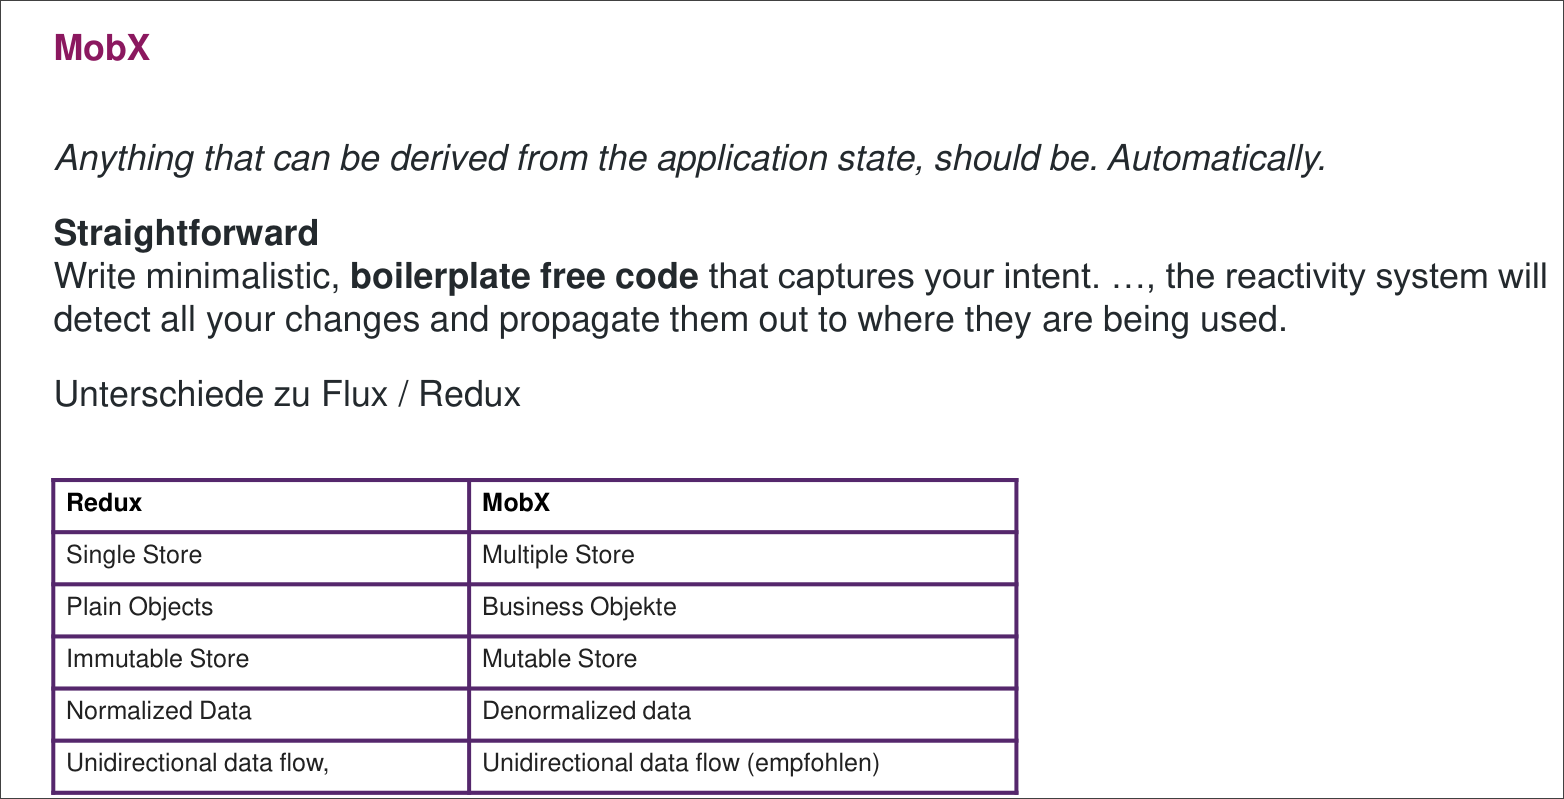 MobX
Anything that can be derived from the application state, should be. Automatically.
Straightforward
Write minimalistic, boilerplate free code that captures your intent. …, the reactivity system will
detect all your changes and propagate them out to where they are being used.
Unterschiede zu Flux / Redux
Redux MobX
Single Store Multiple Store
Plain Objects Business Objekte
Immutable Store Mutable Store
Normalized Data Denormalized data
Unidirectional data flow, Unidirectional data flow (empfohlen)